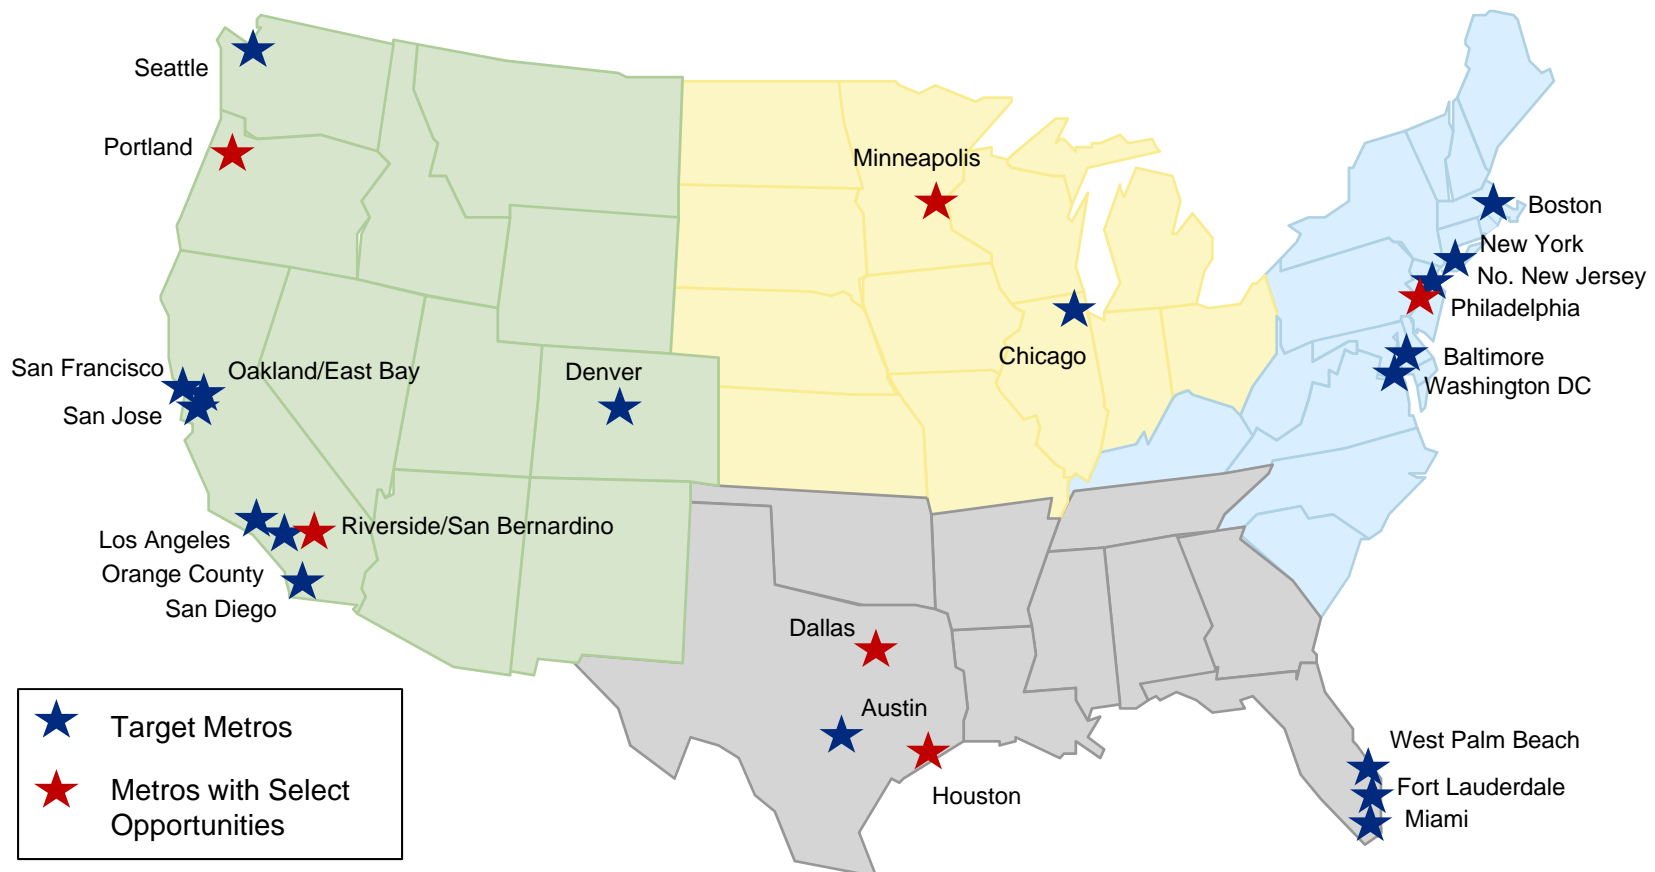 Seattle
Portland
Minneapolis
Boston
New York
No. New Jersey
Philadelphia
Chicago
Baltimore
Washington DC
San Francisco
Oakland/East Bay
San Jose
Denver
Riverside/San Bernardino
Los Angeles
Orange County
San Diego
Dallas
Austin
Houston
West Palm Beach
Fort Lauderdale
Miami
Target Metros
Metros with Select
Opportunities